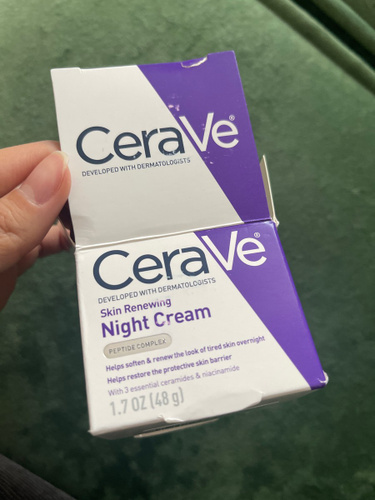 CeraVe®
DEVELOPED WITH DERMATOLOGISTS
CeraVe®
DEVELOPED WITH DERMATOLOGISTS
Skin Renewing
Night Cream
PEPTIDE COMPLEX
Helps soften & renew the look of tired skin overnight
Helps restore the protective skin barrier
With 3 essential ceramides & niacinamide
1.7 OZ (48 g)